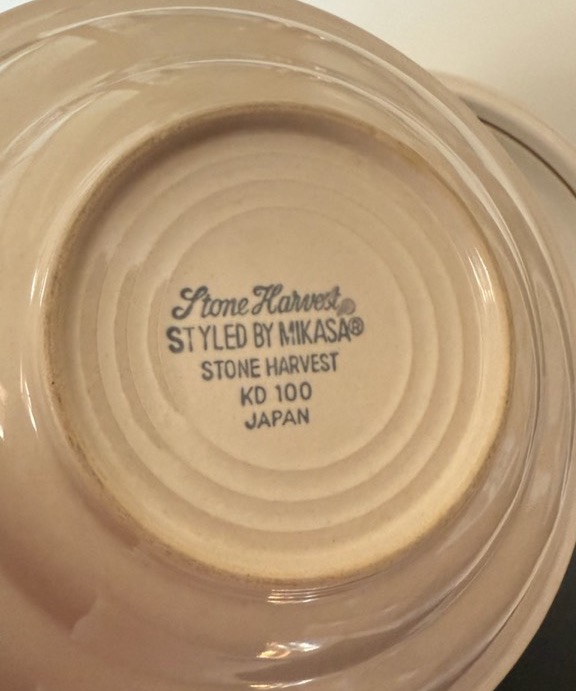 Stone Harvest®
STYLED BY MIKASA®
STONE HARVEST
KD 100
JAPAN